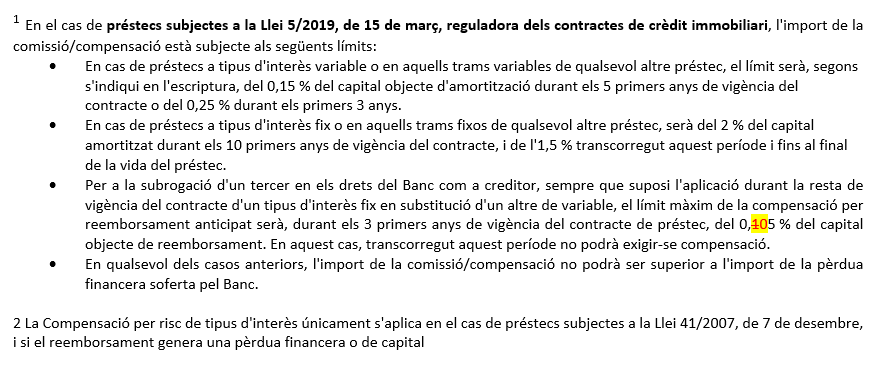 1 En el cas de préstecs subjectes a la Llei 5/2019, de 15 de març, reguladora dels contractes de crèdit immobiliari, l'import de la
comissió/compensació està subjecte als següents límits:
• En cas de préstecs a tipus d'interès variable o en aquells trams variables de qualsevol altre préstec, el límit serà, segons
s'indiqui en l'escriptura, del 0,15 % del capital objecte d'amortització durant els 5 primers anys de vigència del
contracte o del 0,25 % durant els primers 3 anys.
• En cas de préstecs a tipus d'interès fix o en aquells trams fixos de qualsevol altre préstec, serà del 2 % del capital
amortitzat durant els 10 primers anys de vigència del contracte, i de l'1,5 % transcorregut aquest període i fins al final
de la vida del préstec.
• Per a la subrogació d'un tercer en els drets del Banc com a creditor, sempre que suposi l'aplicació durant la resta de
vigència del contracte d'un tipus d'interès fix en substitució d'un altre de variable, el límit màxim de la compensació per
reemborsament anticipat serà, durant els 3 primers anys de vigència del contracte de préstec, del 0,105 % del capital
objecte de reemborsament. En aquest cas, transcorregut aquest període no podrà exigir-se compensació.
• En qualsevol dels casos anteriors, l'import de la comissió/compensació no podrà ser superior a l'import de la pèrdua
financera soferta pel Banc.
2 La Compensació per risc de tipus d'interès únicament s'aplica en el cas de préstecs subjectes a la Llei 41/2007, de 7 de desembre,
i si el reemborsament genera una pèrdua financera o de capital